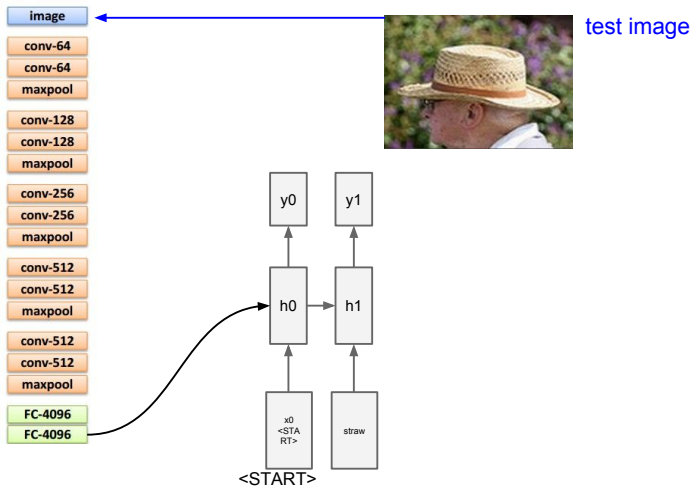 image
test image
conv-64
conv-64
maxpool
conv-128
conv-128
maxpool
conv-256
conv-256
maxpool
conv-512
conv-512
maxpool
conv-512
conv-512
maxpool
FC-4096
FC-4096
y0
y1
h0
h1
x0
<STA
RT>
straw
<START>